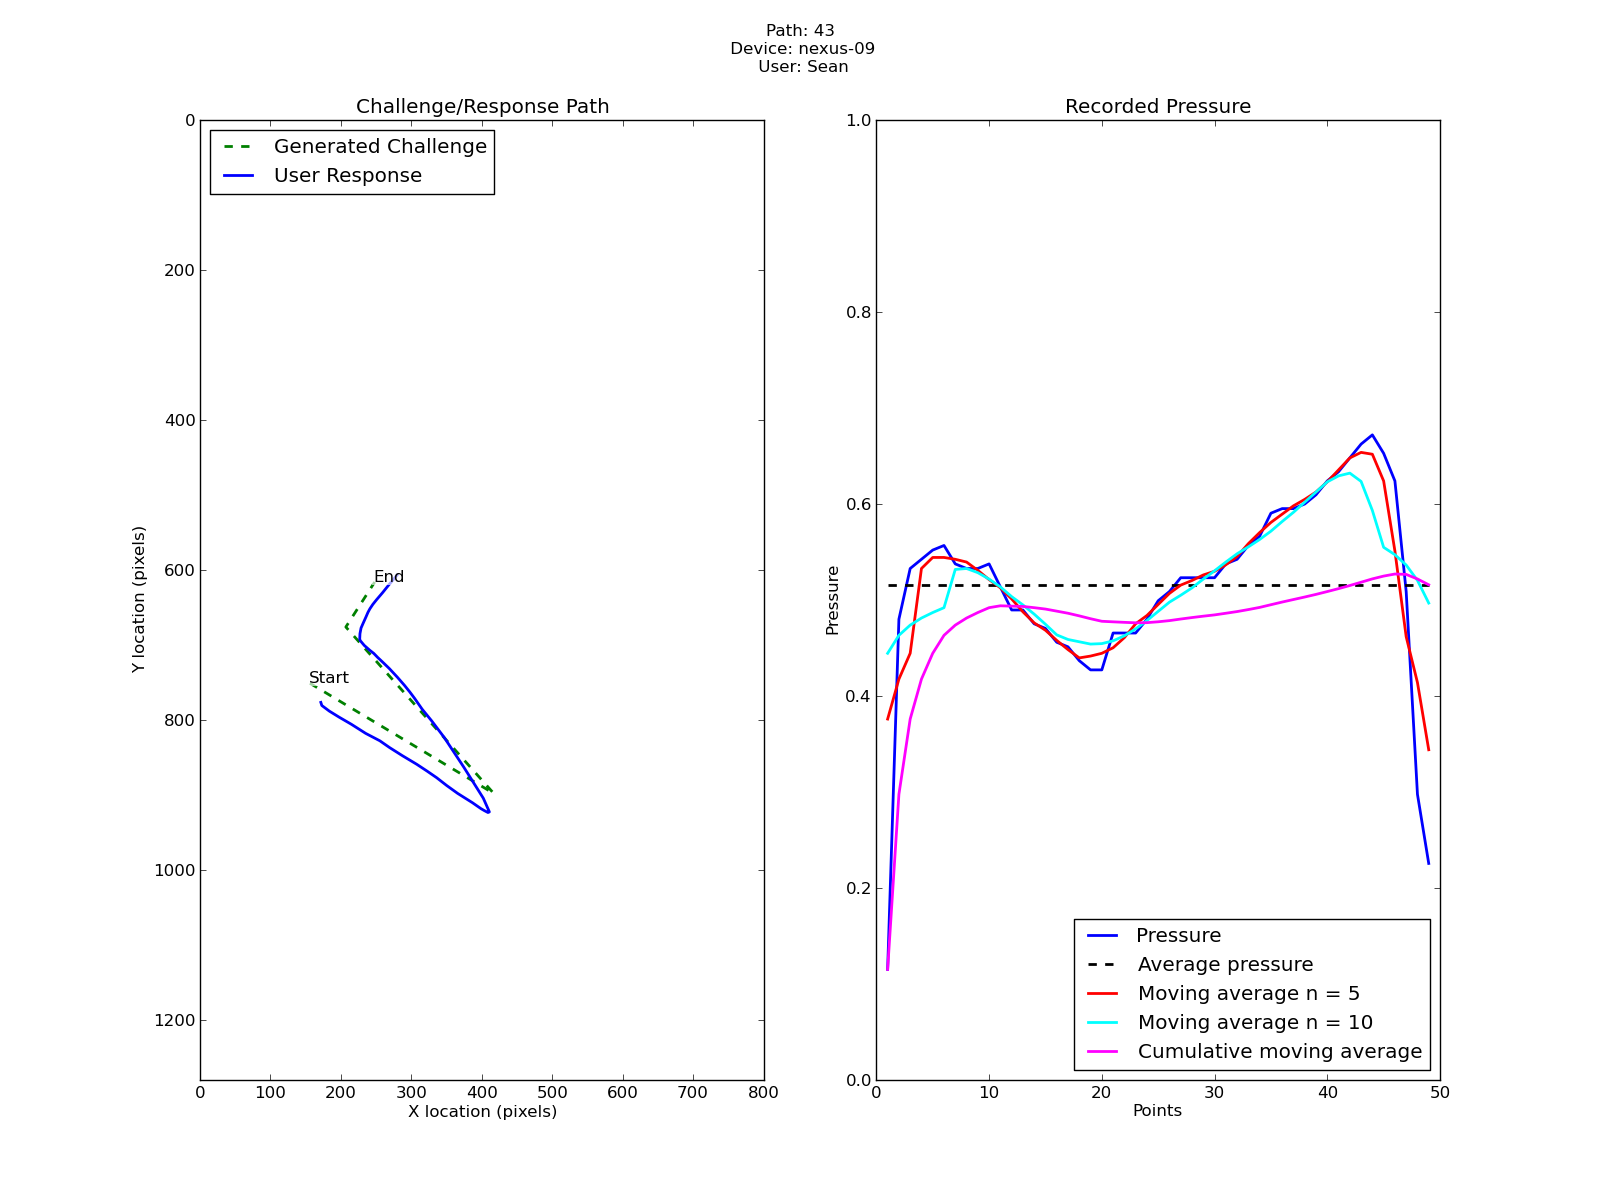 Path: 43
Device: nexus-09
User: Sean
Challenge/Response Path
Generated Challenge
User Response
0
200
400
600
800
1000
1200
Y location (pixels)
End
Start
0 100 200 300 400 500 600 700 800
X location (pixels)
Recorded Pressure
1.0
0.8
0.6
0.4
0.2
0.0
Pressure
Pressure
Average pressure
Moving average n = 5
Moving average n = 10
Cumulative moving average
0 10 20 30 40 50
Points